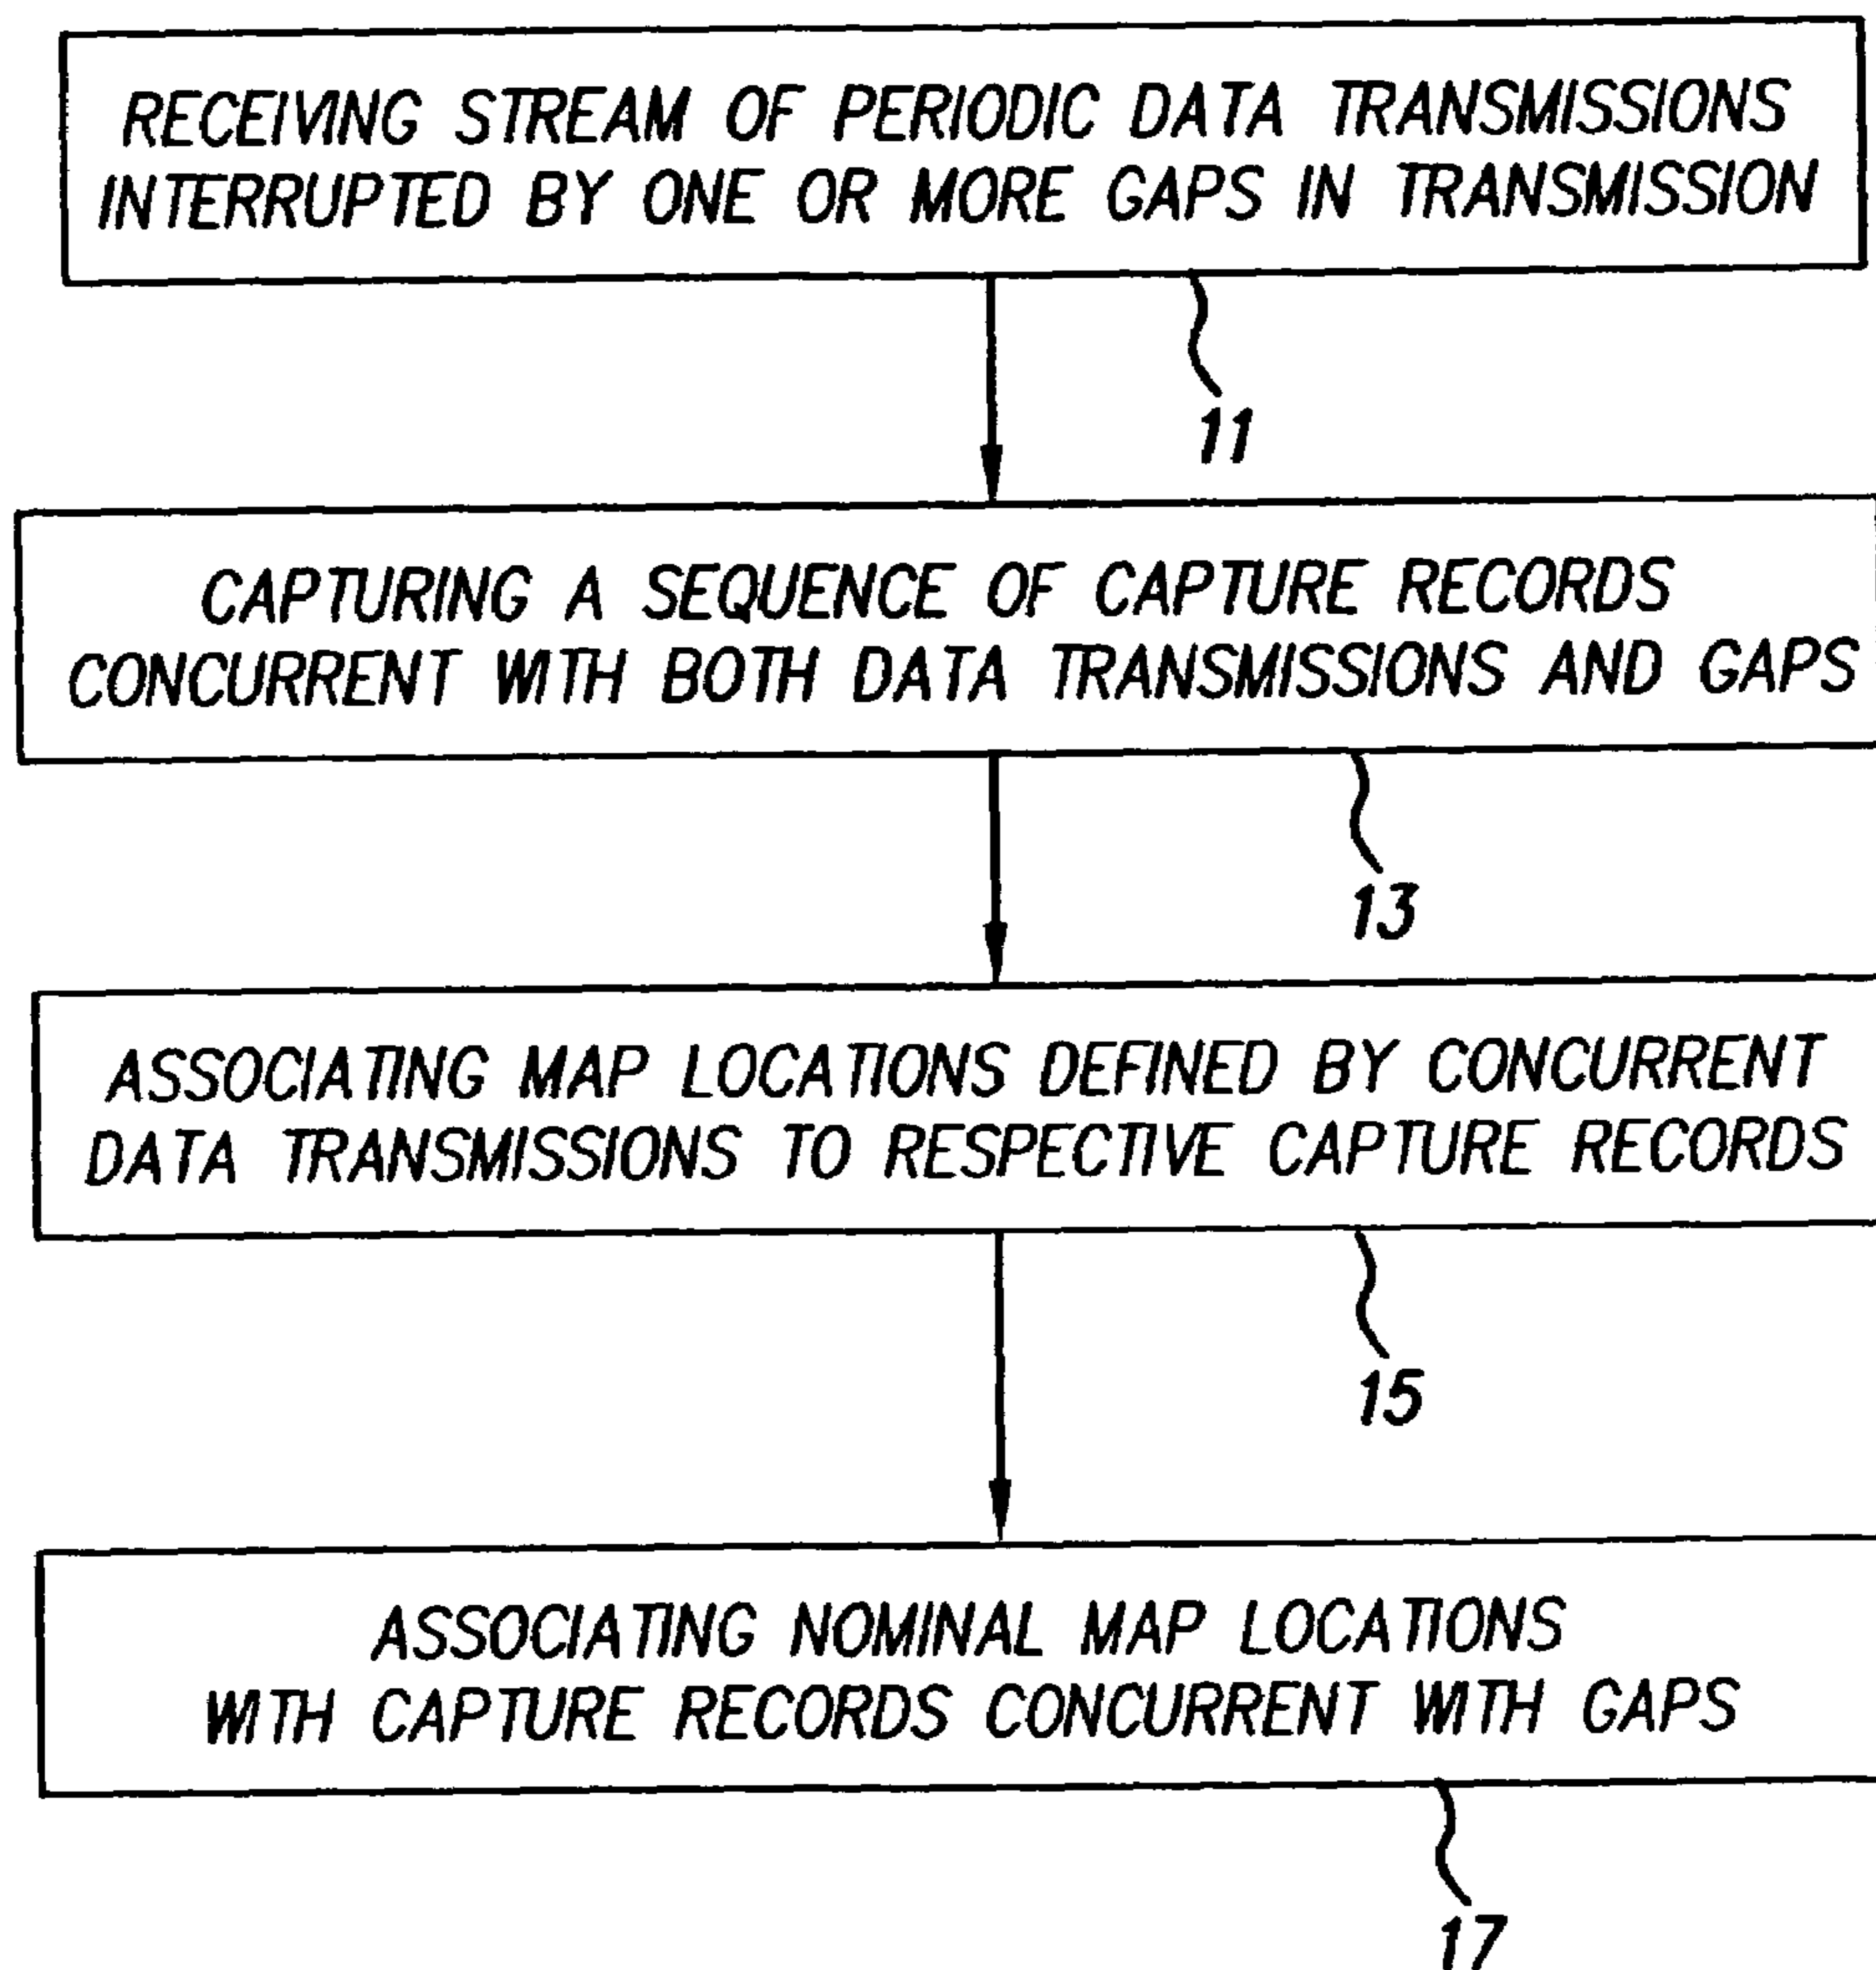 RECEIVING STREAM OF PERIODIC DATA TRANSMISSIONS
INTERRUPTED BY ONE OR MORE GAPS IN TRANSMISSION
11
CAPTURING A SEQUENCE OF CAPTURE RECORDS
CONCURRENT WITH BOTH DATA TRANSMISSIONS AND GAPS
13
ASSOCIATING MAP LOCATIONS DEFINED BY CONCURRENT
DATA TRANSMISSIONS TO RESPECTIVE CAPTURE RECORDS
15
ASSOCIATING NOMINAL MAP LOCATIONS
WITH CAPTURE RECORDS CONCURRENT WITH GAPS
17